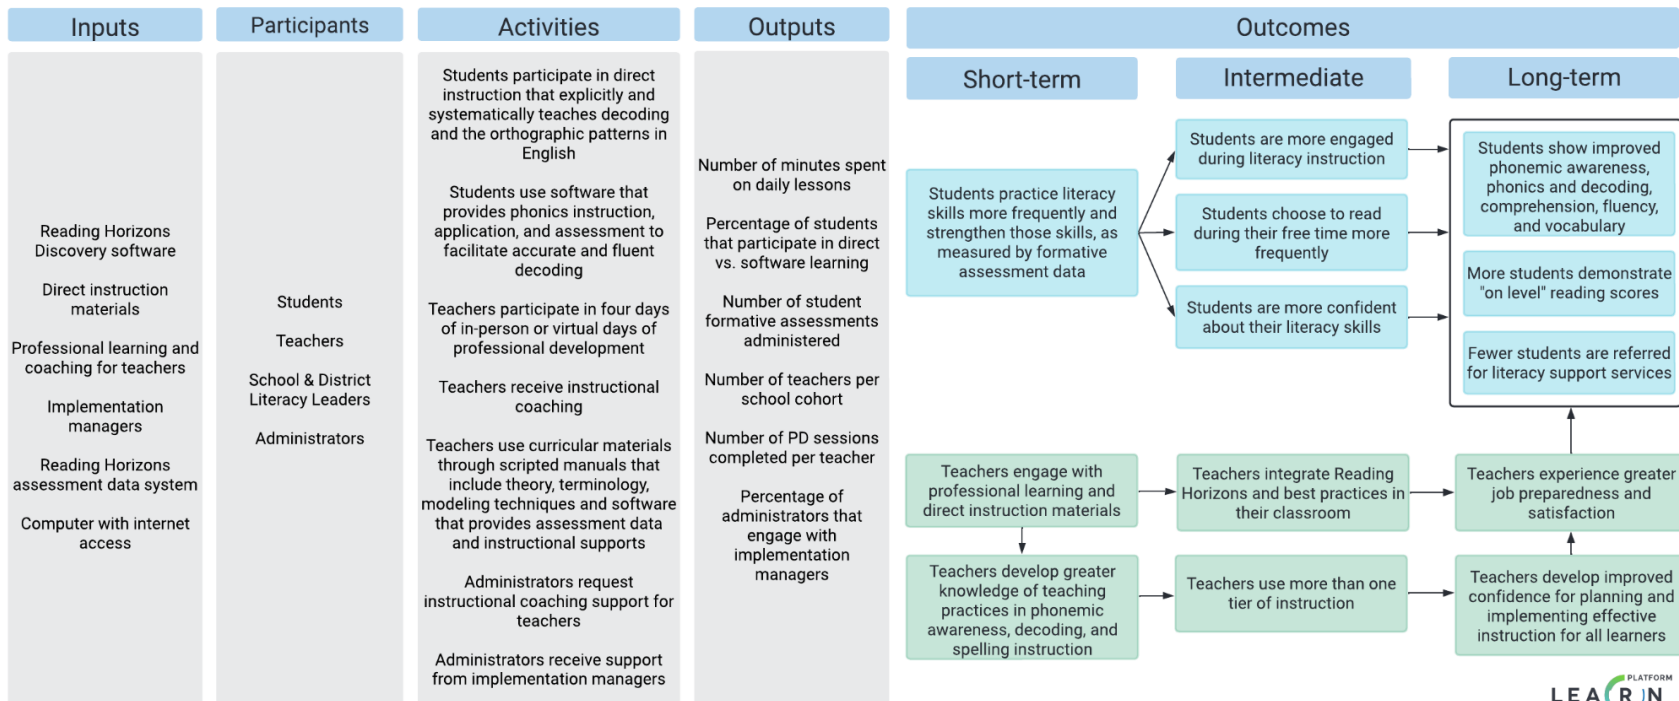 Inputs
Reading Horizons
Discovery software
Direct instruction
materials
Professional learning and
coaching for teachers
Implementation
managers
Reading Horizons
assessment data system
Computer with internet
access
Participants
Students
Teachers
School & District
Literacy Leaders
Administrators
Activities
Students participate in direct
instruction that explicitly and
systematically teaches decoding
and the orthographic patterns in
English
Students use software that
provides phonics instruction,
application, and assessment to
facilitate accurate and fluent
decoding
Teachers participate in four days
of in-person or virtual days of
professional development
Teachers receive instructional
coaching
Teachers use curricular materials
through scripted manuals that
include theory, terminology,
modeling techniques and software
that provides assessment data
and instructional supports
Administrators request
instructional coaching support for
teachers
Administrators receive support
from implementation managers
Outputs
Number of minutes spent
on daily lessons
Percentage of students
that participate in direct
vs. software learning
Number of student
formative assessments
administered
Number of teachers per
school cohort
Number of PD sessions
completed per teacher
Percentage of
administrators that
engage with
implementation
managers
Outcomes
Short-term
Intermediate
Long-term
Students practice literacy
skills more frequently and
strengthen those skills, as
measured by formative
assessment data
Students are more engaged
during literacy instruction
Students choose to read
during their free time more
frequently
Students are more confident
about their literacy skills
Students show improved
phonemic awareness,
phonics and decoding,
comprehension, fluency,
and vocabulary
More students demonstrate
"on level" reading scores
Fewer students are referred
for literacy support services
Teachers engage with
professional learning and
direct instruction materials
Teachers integrate Reading
Horizons and best practices in
their classroom
Teachers experience greater
job preparedness and
satisfaction
Teachers develop greater
knowledge of teaching
practices in phonemic
awareness, decoding, and
spelling instruction
Teachers use more than one
tier of instruction
Teachers develop improved
confidence for planning and
implementing effective
instruction for all learners
PLATFORM
LEARN